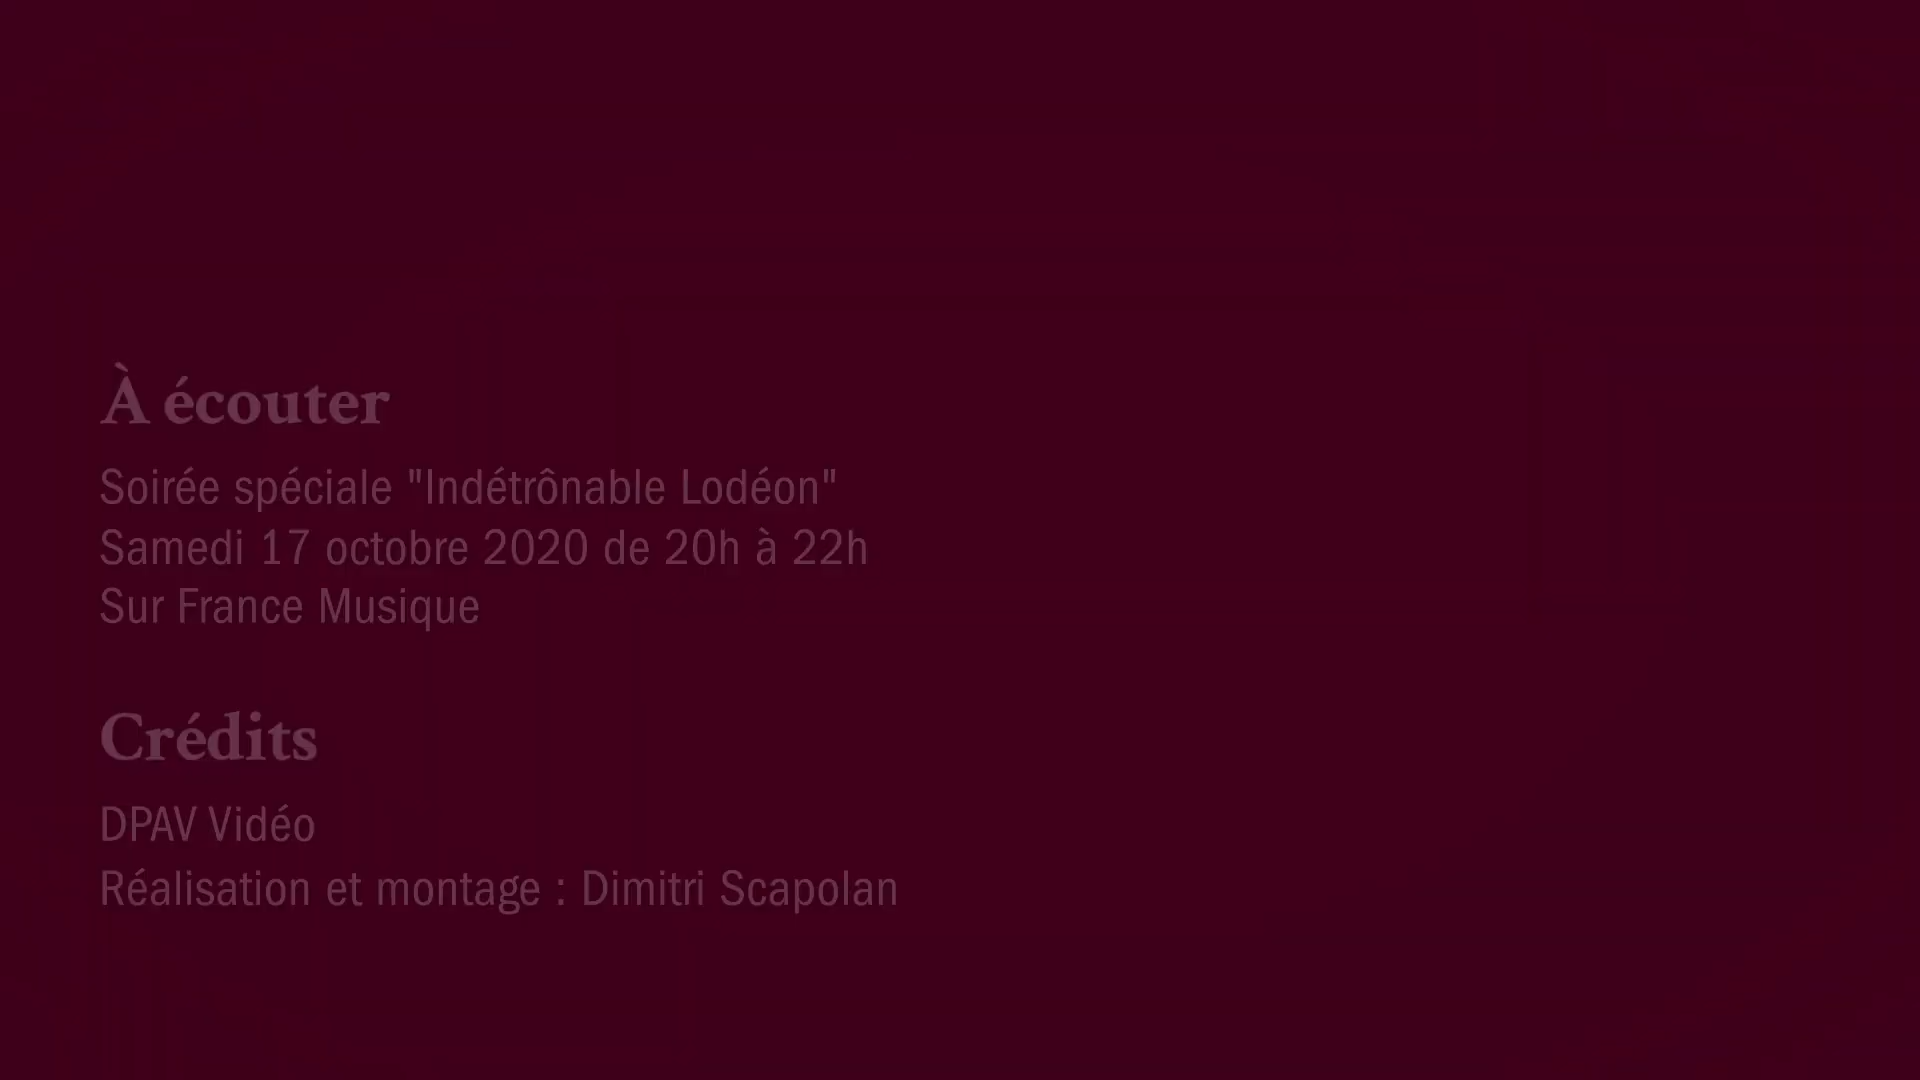 À écouter
Soirée spéciale "Indétrônable Lodéon"
Samedi 17 octobre 2020 de 20h à 22h
Sur France Musique
Crédits
DPAV Vidéo
Réalisation et montage : Dimitri Scapolan